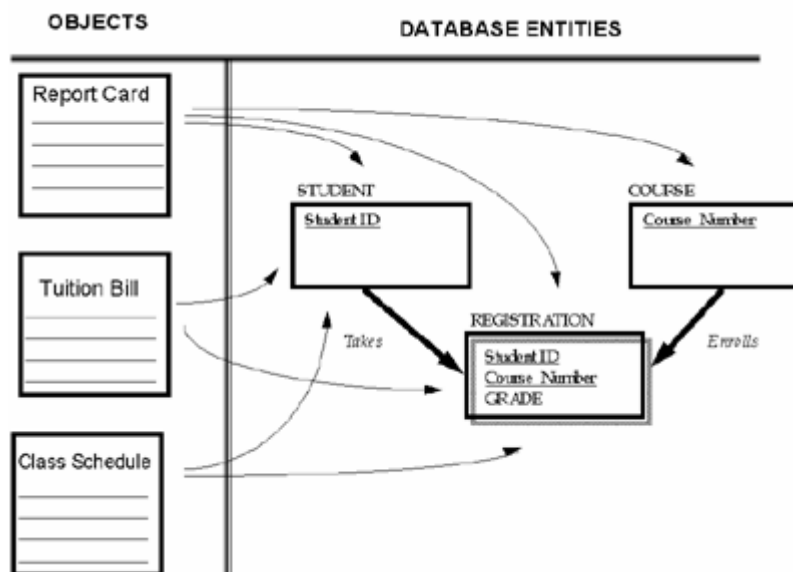 OBJECTS
DATABASE ENTITIES
Report Card
STUDENT
Student ID
COURSE
Course Number
Tuition Bill
Takes
REGISTRATION
Student ID
Course Number
GRADE
Enrolls
Class Schedule